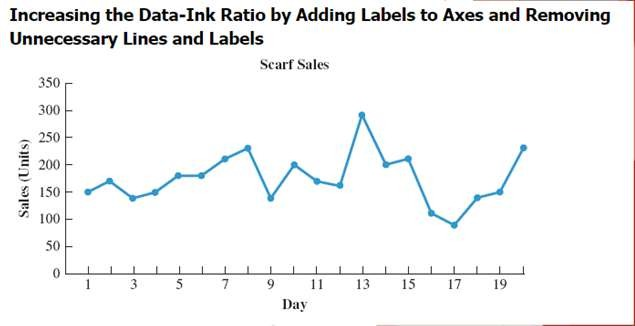 Increasing the Data-Ink Ratio by Adding Labels to Axes and Removing
Unnecessary Lines and Labels
Scarf Sales
350
300
250
200
150
100
50
0
Sales (Units)
1 3 5 7 9 11 13 15 17 19
Day